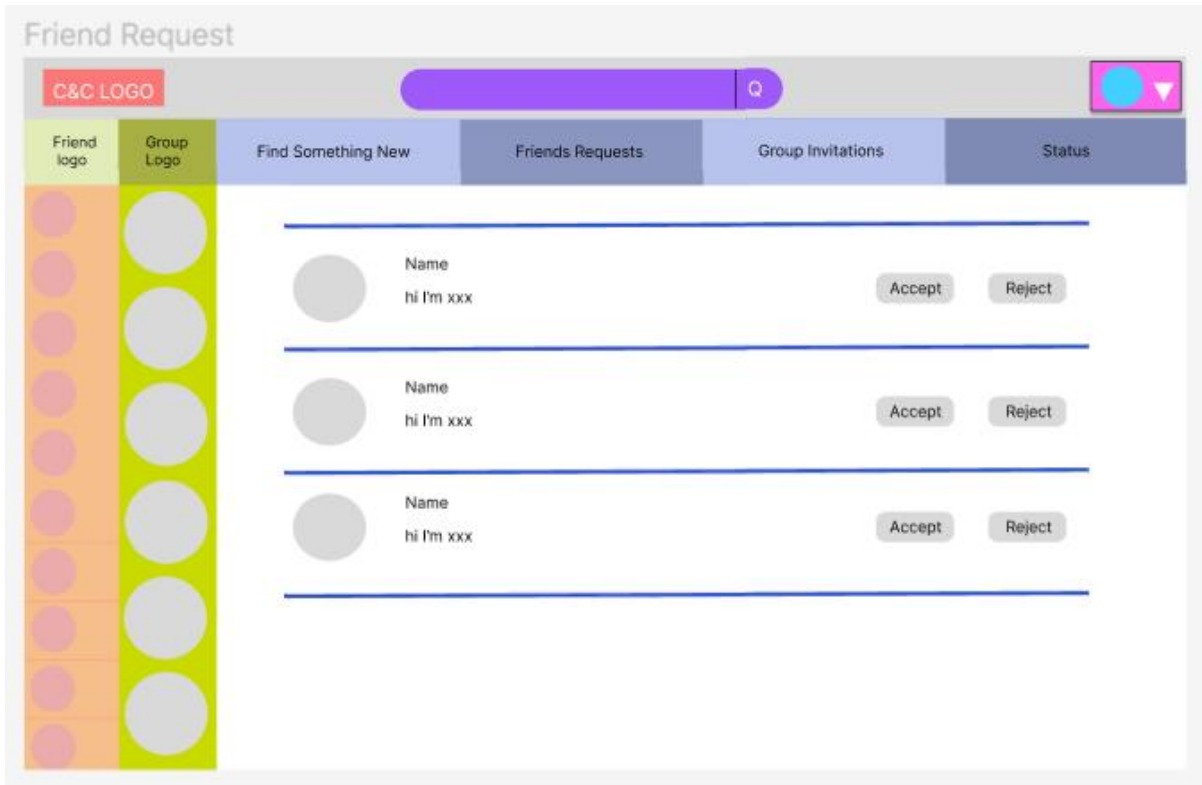 Friend Request
C&C LOGO
Q
Friend
logo
Group
Logo
Find Something New
Friends Requests
Group Invitations
Status
Name
hi I'm xxx
Accept
Reject
Name
hi I'm xxx
Accept
Reject
Name
hi I'm xxx
Accept
Reject